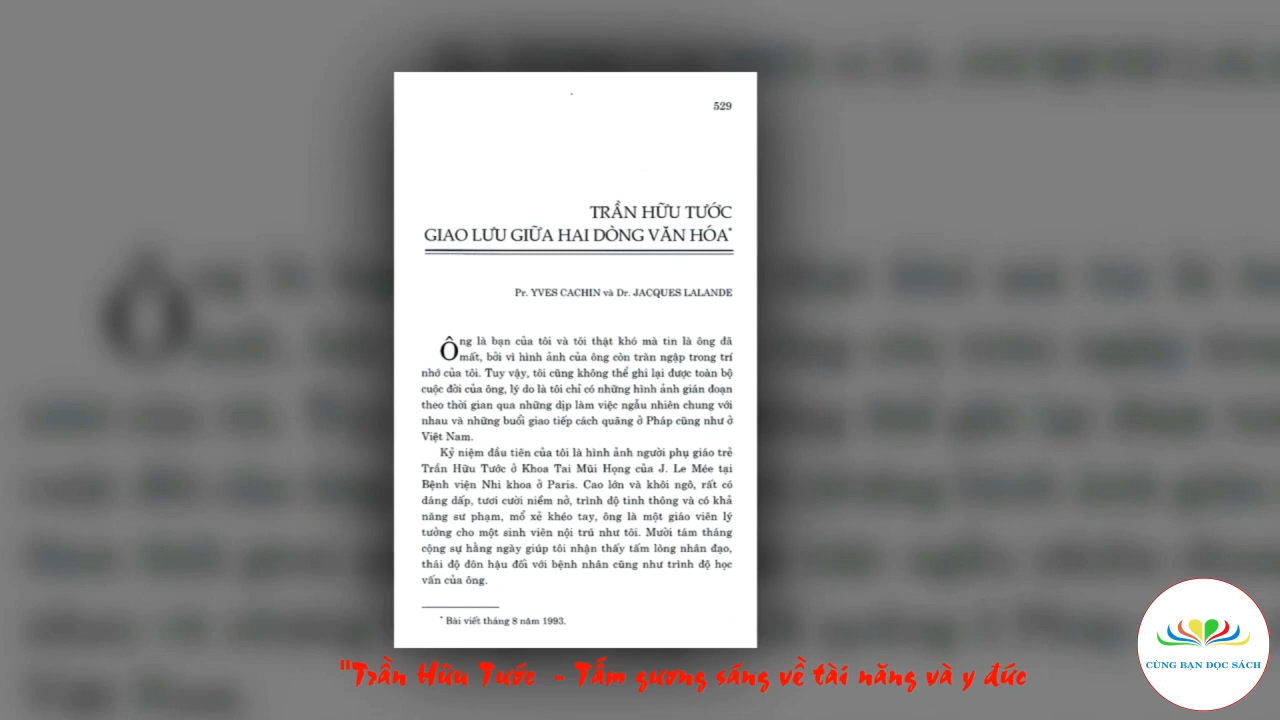 529
TRẦN HỮU TƯỚC
GIAO LƯU GIỮA HAI DÒNG VĂN HÓA*
Pr. YVES CACHIN và Dr. JACQUES LALANDE
Ông là bạn của tôi và tôi thật khó mà tin là ông đã
mất, bởi vì hình ảnh của ông còn tràn ngập trong trí
nhớ của tôi. Tuy vậy, tôi cũng không thể ghi lại được toàn bộ
cuộc đời của ông, lý do là tôi chỉ có những hình ảnh gián đoạn
theo thời gian qua những dịp làm việc ngẫu nhiên chung với
nhau và những buổi giao tiếp cách quãng ở Pháp cũng như ở
Việt Nam.
Kỷ niệm đầu tiên của tôi là hình ảnh người phụ giáo trẻ
Trần Hữu Tước ở Khoa Tai Mũi Họng của J. Le Mée tại
Bệnh viện Nhi khoa ở Paris. Cao lớn và khôi ngô, rất có
dáng dấp, tươi cười niềm nở, trình độ tinh thông và có khả
năng sư phạm, mổ xẻ khéo tay, ông là một giáo viên lý
tưởng cho một sinh viên nội trú như tôi. Mười tám tháng
cộng sự hằng ngày giúp tôi nhận thấy tấm lòng nhân đạo,
thái độ đôn hậu đối với bệnh nhân cũng như trình độ học
vấn của ông.
* Bài viết tháng 8 năm 1993.
"Trần Hữu Tước - Tấm gương sáng về tài năng và y đức
CÙNG BẠN ĐỌC SÁCH